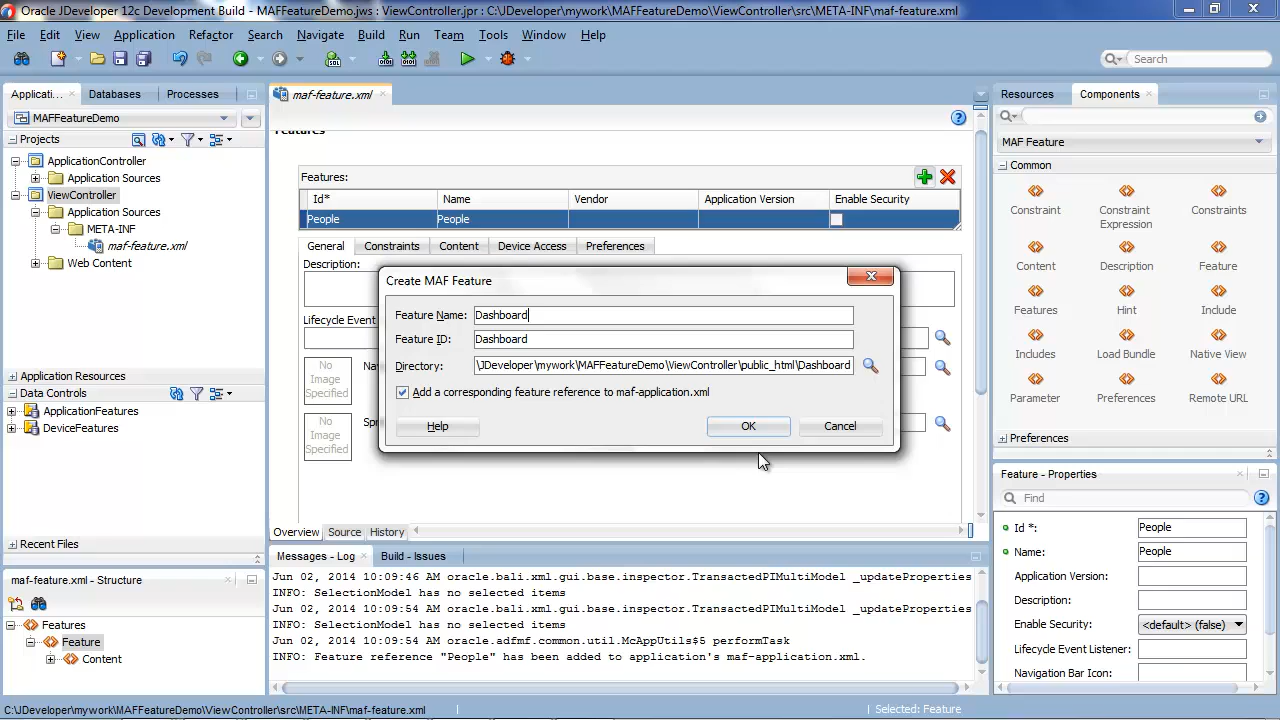 Oracle JDeveloper 12c Development Build - MAFFeatureDemo.jws : ViewController.jpr : C:\JDeveloper\mywork\MAFFeatureDemo\ViewController\src\META-INF\maf-feature.xml
File Edit View Application Refactor Search Navigate Build Run Team Tools Window Help
Search
Applicati... Databases Processes
maf-feature.xml
Resources Components
MAFFeatureDemo
Projects
ApplicationController
Application Sources
ViewController
Application Sources
META-INF
maf-feature.xml
Web Content
Application Resources
Data Controls
ApplicationFeatures
DeviceFeatures
Recent Files
maf-feature.xml - Structure
Features
Feature
Content
Features
Features:
Id* Name Vendor Application Version Enable Security
People People
General Constraints Content Device Access Preferences
Description:
Lifecycle Event
No Image Specified
No Image Specified
Create MAF Feature
Feature Name: Dashboard
Feature ID: Dashboard
Directory: \JDeveloper\mywork\MAFFeatureDemo\ViewController\public_html\Dashboard
Add a corresponding feature reference to maf-application.xml
Help OK Cancel
Overview Source History
Messages - Log Build - Issues
Jun 02, 2014 10:09:46 AM oracle.bali.xml.gui.base.inspector.TransactedPIMultiModel _updateProperties
INFO: SelectionModel has no selected items
Jun 02, 2014 10:09:54 AM oracle.bali.xml.gui.base.inspector.TransactedPIMultiModel _updateProperties
INFO: SelectionModel has no selected items
Jun 02, 2014 10:09:54 AM oracle.adfmf.common.util.McAppUtils$5 performTask
INFO: Feature reference "People" has been added to application's maf-application.xml.
MAF Feature
Common
Constraint Constraint Expression Constraints
Content Description Feature
Features Hint Include
Includes Load Bundle Localization
Parameter Preferences Remote URL
Preferences
Feature - Properties
Find
Id *: People
Name: People
Application Version:
Description:
Enable Security: <default> (false)
Lifecycle Event Listener:
Navigation Bar Icon:
C:\JDeveloper\mywork\MAFFeatureDemo\ViewController\src\META-INF\maf-feature.xml
Selected: Feature